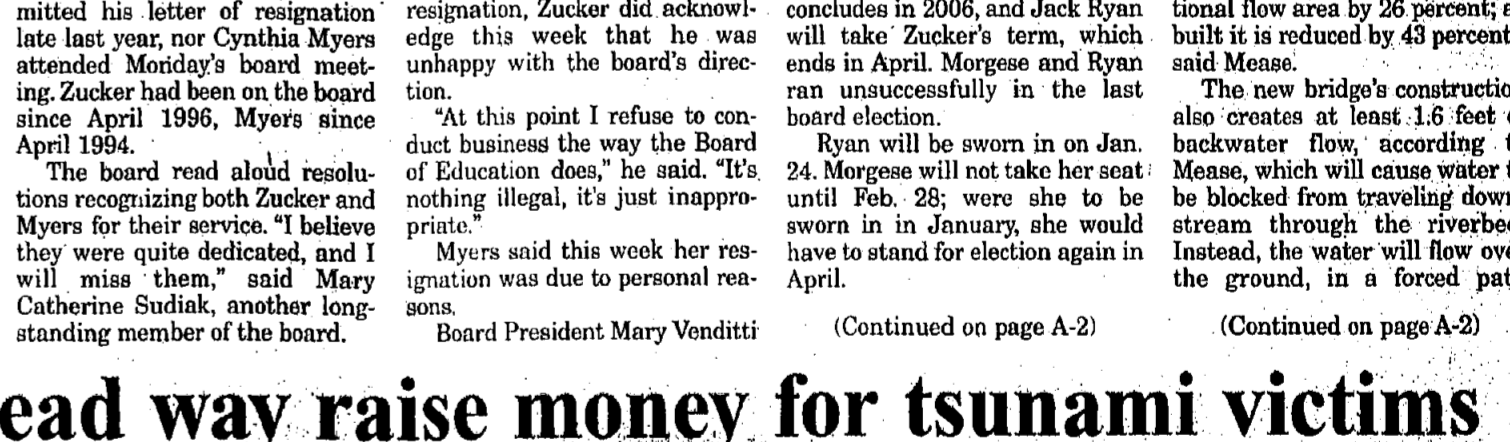 mitted his letter of resignation
late last year, nor Cynthia Myers
attended Monday's board meet-
ing. Zucker had been on the board
since April 1996, Myers since
April 1994.
The board read aloud resolu-
tions recognizing both Zucker and
Myers for their service. "I believe
they were quite dedicated, and I
will miss them," said Mary
Catherine Sudiak, another long-
standing member of the board.
resignation, Zucker did acknowl-
edge this week that he was
unhappy with the board's direc-
tion.
"At this point I refuse to con-
duct business the way the Board
of Education does," he said. "It's
nothing illegal, it's just inappro-
priate."
Myers said this week her res-
ignation was due to personal rea-
sons.
Board President Mary Venditti
concludes in 2006, and Jack Ryan
will take Zucker's term, which
ends in April. Morgese and Ryan
ran unsuccessfully in the last
board election.
Ryan will be sworn in on Jan.
24. Morgese will not take her seat
until Feb. 28; were she to be
sworn in in January, she would
have to stand for election again in
April.
(Continued on page A-2)
tional flow area by 26 percent;
built it is reduced by 43 percent
said Mease.
The new bridge's constructio
also creates at least 1.6 feet
backwater flow, according
Mease, which will cause water
be blocked from traveling down
stream through the riverbe
Instead, the water will flow ove
the ground, in a forced pat
(Continued on page A-2)
ead way raise money for tsunami victims